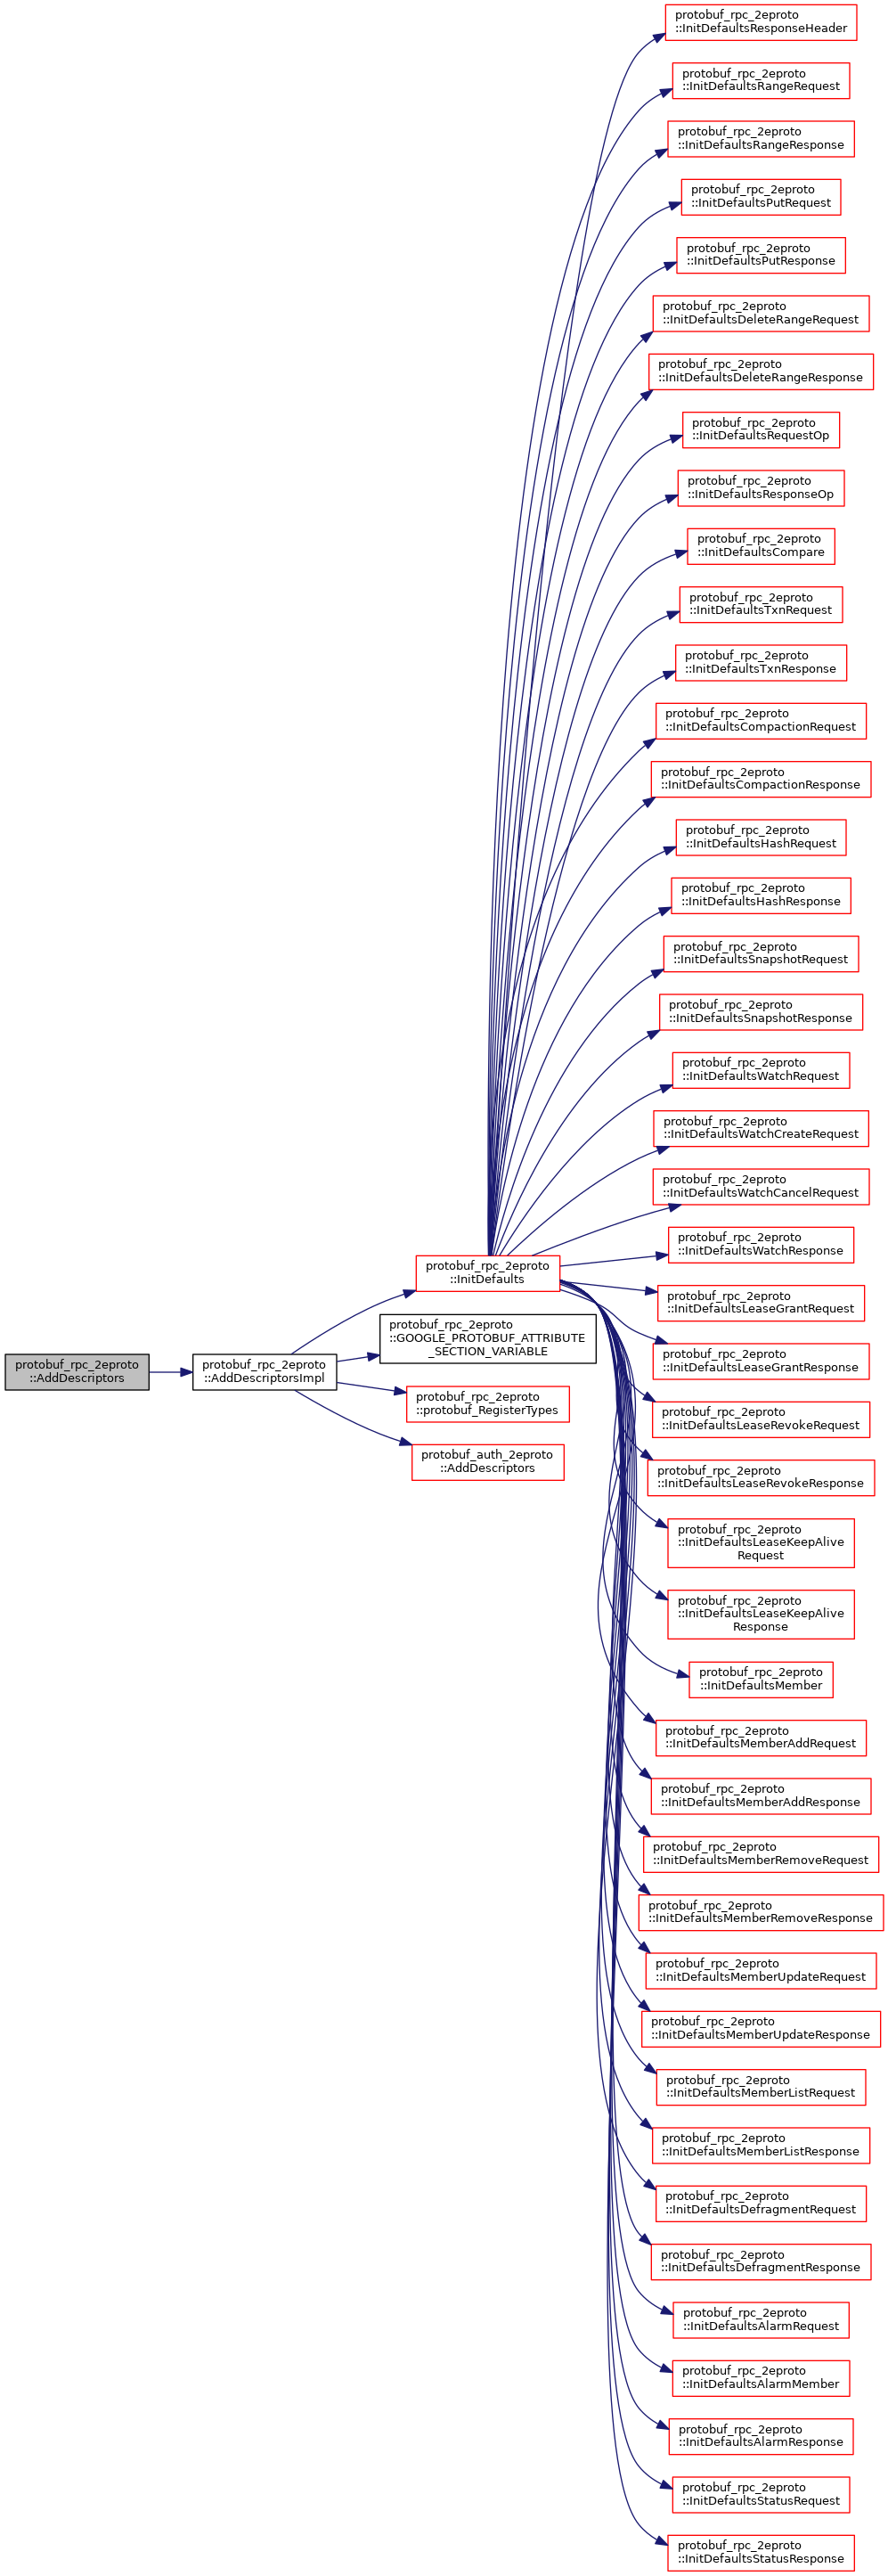 protobuf_rpc_2eproto
::InitDefaultsResponseHeader
protobuf_rpc_2eproto
::InitDefaultsRangeRequest
protobuf_rpc_2eproto
::InitDefaultsRangeResponse
protobuf_rpc_2eproto
::InitDefaultsPutRequest
protobuf_rpc_2eproto
::InitDefaultsPutResponse
protobuf_rpc_2eproto
::InitDefaultsDeleteRangeRequest
protobuf_rpc_2eproto
::InitDefaultsDeleteRangeResponse
protobuf_rpc_2eproto
::InitDefaultsRequestOp
protobuf_rpc_2eproto
::InitDefaultsResponseOp
protobuf_rpc_2eproto
::InitDefaultsCompare
protobuf_rpc_2eproto
::InitDefaultsTxnRequest
protobuf_rpc_2eproto
::InitDefaultsTxnResponse
protobuf_rpc_2eproto
::InitDefaultsCompactionRequest
protobuf_rpc_2eproto
::InitDefaultsCompactionResponse
protobuf_rpc_2eproto
::InitDefaultsHashRequest
protobuf_rpc_2eproto
::InitDefaultsHashResponse
protobuf_rpc_2eproto
::InitDefaultsSnapshotRequest
protobuf_rpc_2eproto
::InitDefaultsSnapshotResponse
protobuf_rpc_2eproto
::InitDefaultsWatchRequest
protobuf_rpc_2eproto
::InitDefaultsWatchCreateRequest
protobuf_rpc_2eproto
::InitDefaultsWatchCancelRequest
protobuf_rpc_2eproto
::InitDefaultsWatchResponse
protobuf_rpc_2eproto
::InitDefaults
protobuf_rpc_2eproto
::InitDefaultsLeaseGrantRequest
protobuf_rpc_2eproto
::GOOGLE_PROTOBUF_ATTRIBUTE
_SECTION_VARIABLE
protobuf_rpc_2eproto
::InitDefaultsLeaseGrantResponse
protobuf_rpc_2eproto
::AddDescriptors
protobuf_rpc_2eproto
::AddDescriptorsImpl
protobuf_rpc_2eproto
::protobuf_RegisterTypes
protobuf_rpc_2eproto
::InitDefaultsLeaseRevokeRequest
protobuf_auth_2eproto
::AddDescriptors
protobuf_rpc_2eproto
::InitDefaultsLeaseRevokeResponse
protobuf_rpc_2eproto
::InitDefaultsLeaseKeepAlive
Request
protobuf_rpc_2eproto
::InitDefaultsLeaseKeepAlive
Response
protobuf_rpc_2eproto
::InitDefaultsMember
protobuf_rpc_2eproto
::InitDefaultsMemberAddRequest
protobuf_rpc_2eproto
::InitDefaultsMemberAddResponse
protobuf_rpc_2eproto
::InitDefaultsMemberRemoveRequest
protobuf_rpc_2eproto
::InitDefaultsMemberRemoveResponse
protobuf_rpc_2eproto
::InitDefaultsMemberUpdateRequest
protobuf_rpc_2eproto
::InitDefaultsMemberUpdateResponse
protobuf_rpc_2eproto
::InitDefaultsMemberListRequest
protobuf_rpc_2eproto
::InitDefaultsMemberListResponse
protobuf_rpc_2eproto
::InitDefaultsDefragmentRequest
protobuf_rpc_2eproto
::InitDefaultsDefragmentResponse
protobuf_rpc_2eproto
::InitDefaultsAlarmRequest
protobuf_rpc_2eproto
::InitDefaultsAlarmMember
protobuf_rpc_2eproto
::InitDefaultsAlarmResponse
protobuf_rpc_2eproto
::InitDefaultsStatusRequest
protobuf_rpc_2eproto
::InitDefaultsStatusResponse